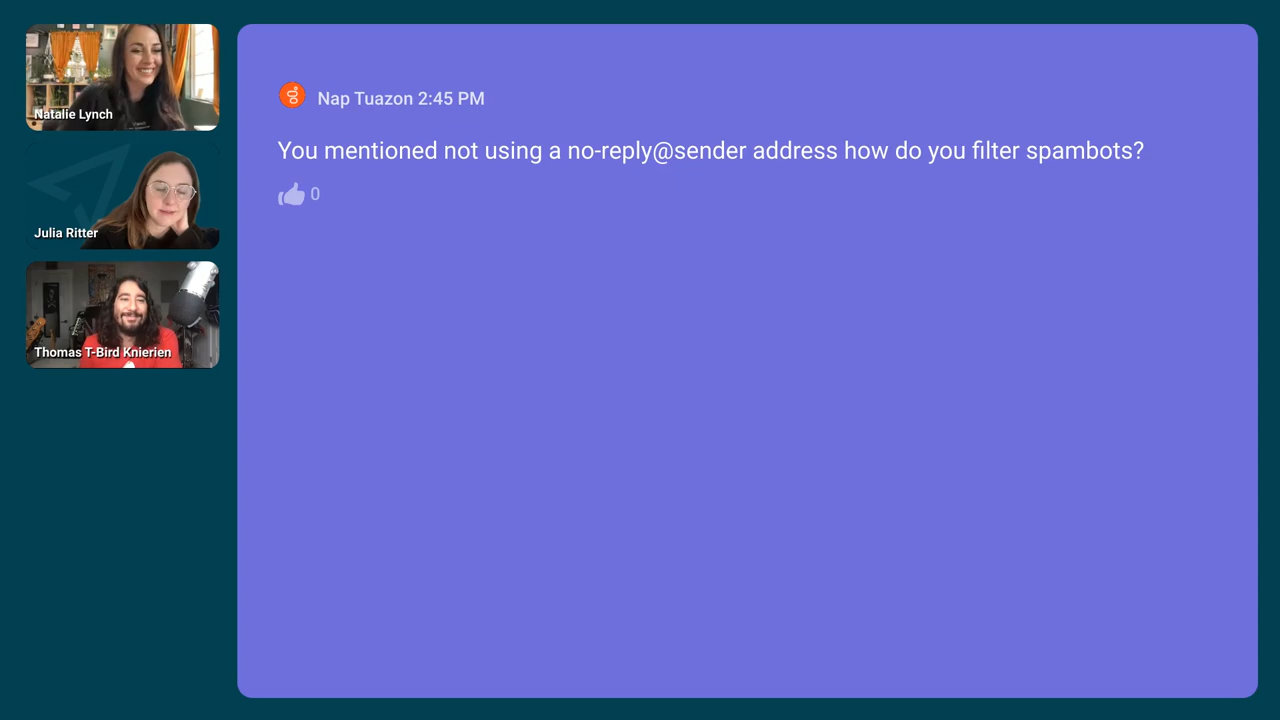 Natalie Lynch
Julia Ritter
Thomas T-Bird Knierien
Nap Tuazon 2:45 PM
You mentioned not using a no-reply@sender address how do you filter spambots?
0